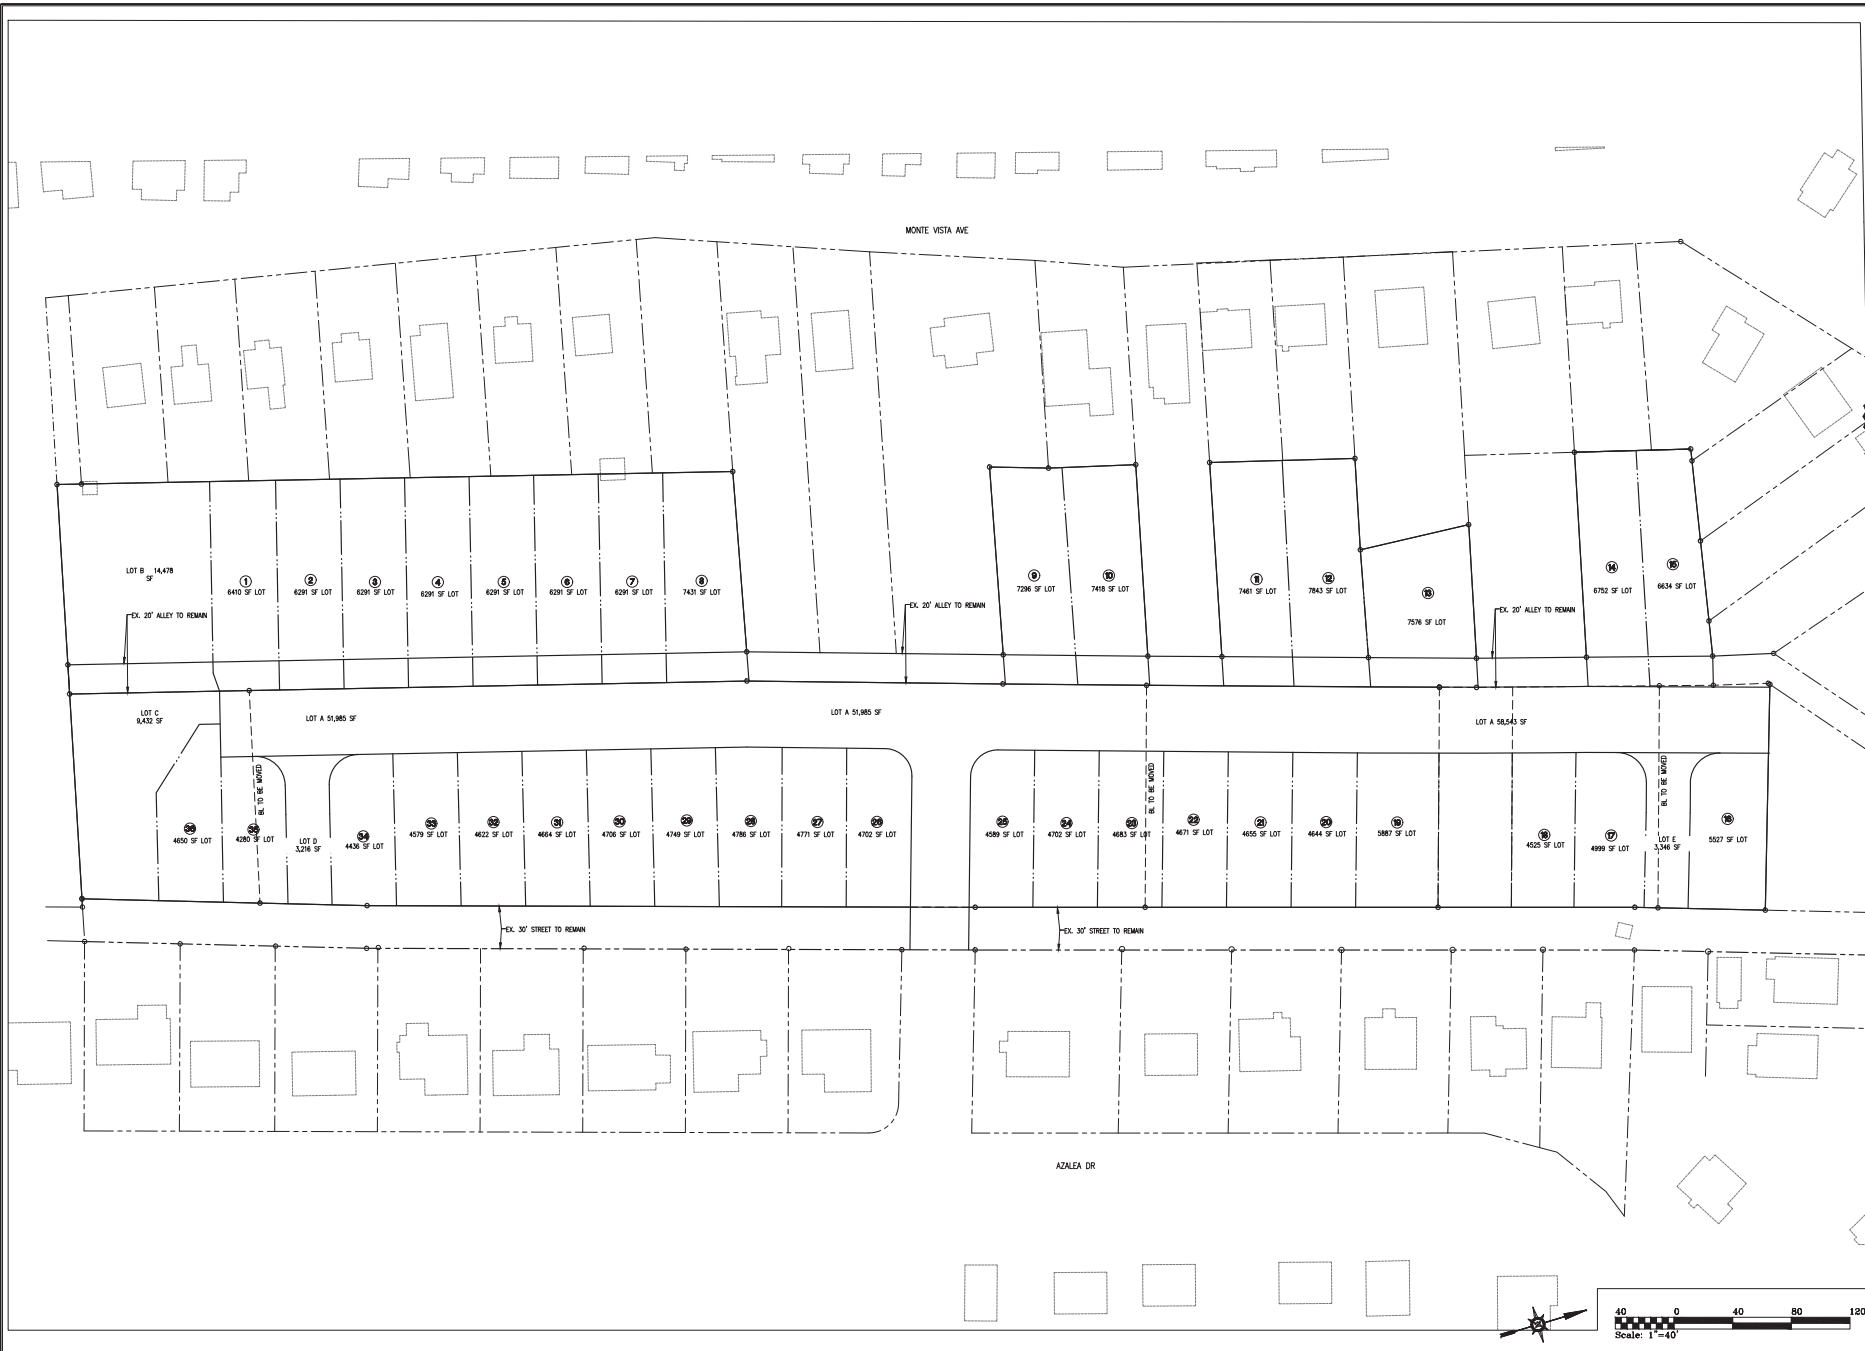 MONTE VISTA AVE
LOT B 14,478
SF
1
6410 SF LOT
2
6291 SF LOT
3
6291 SF LOT
4
6291 SF LOT
5
6291 SF LOT
6
6291 SF LOT
7
6291 SF LOT
8
7431 SF LOT
9
7296 SF LOT
10
7418 SF LOT
11
7461 SF LOT
12
7843 SF LOT
13
7576 SF LOT
14
6752 SF LOT
15
6634 SF LOT
EX. 20' ALLEY TO REMAIN
EX. 20' ALLEY TO REMAIN
EX. 20' ALLEY TO REMAIN
LOT C
9,432 SF
LOT A 51,985 SF
LOT A 51,985 SF
LOT A 58,543 SF
BL TO BE MOVED
BL TO BE MOVED
BL TO BE MOVED
36
4650 SF LOT
35
4280 SF LOT
LOT D
3,216 SF
34
4436 SF LOT
33
4579 SF LOT
32
4622 SF LOT
31
4664 SF LOT
30
4706 SF LOT
29
4749 SF LOT
28
4786 SF LOT
27
4771 SF LOT
26
4702 SF LOT
25
4589 SF LOT
24
4702 SF LOT
23
4683 SF LOT
22
4671 SF LOT
21
4655 SF LOT
20
4644 SF LOT
19
5887 SF LOT
18
4525 SF LOT
17
4999 SF LOT
LOT E
3,346 SF
16
5527 SF LOT
EX. 30' STREET TO REMAIN
EX. 30' STREET TO REMAIN
AZALEA DR
40 0 40 80 120
Scale: 1"=40'